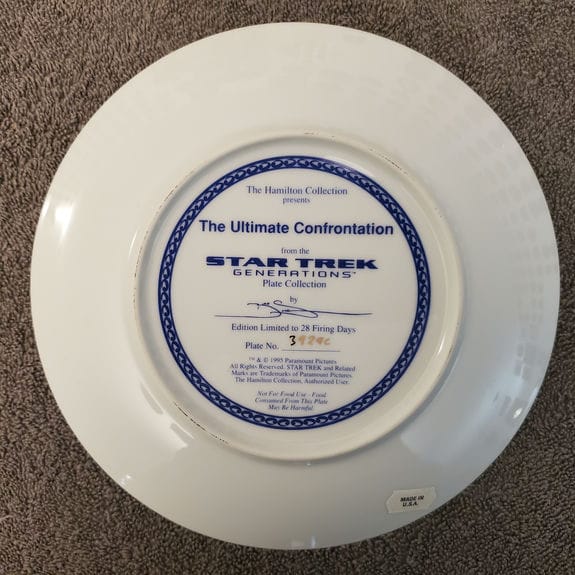 The Hamilton Collection
presents
The Ultimate Confrontation
from the
STAR TREK
GENERATIONS™
Plate Collection
by
Edition Limited to 28 Firing Days
Plate No. 3929C
™ & © 1995 Paramount Pictures
All Rights Reserved. STAR TREK and Related
Marks are Trademarks of Paramount Pictures.
The Hamilton Collection, Authorized User.
Not For Food Use - Food
Consumed From This Plate
May Be Harmful.
MADE IN
U.S.A.